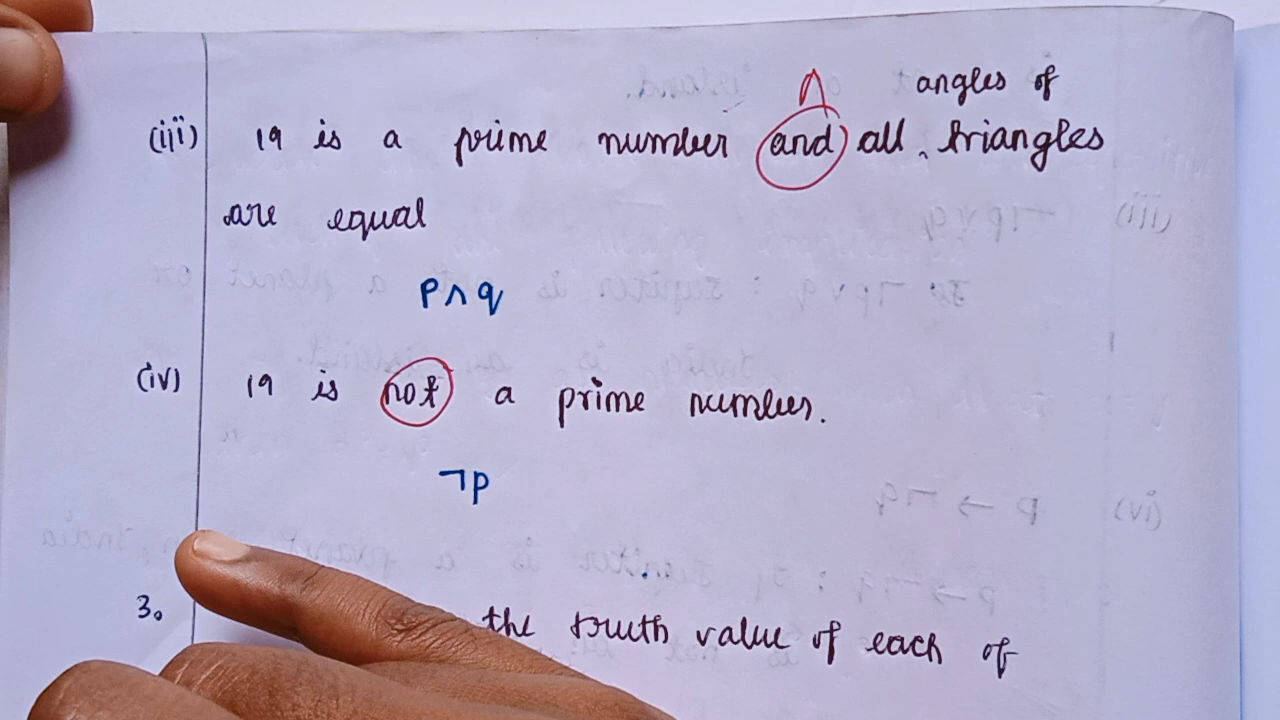 ∧ angles of
(iii) 19 is a prime number and all triangles
are equal
p∧q
(iv) 19 is not a prime number.
¬p
3. the truth value of each of